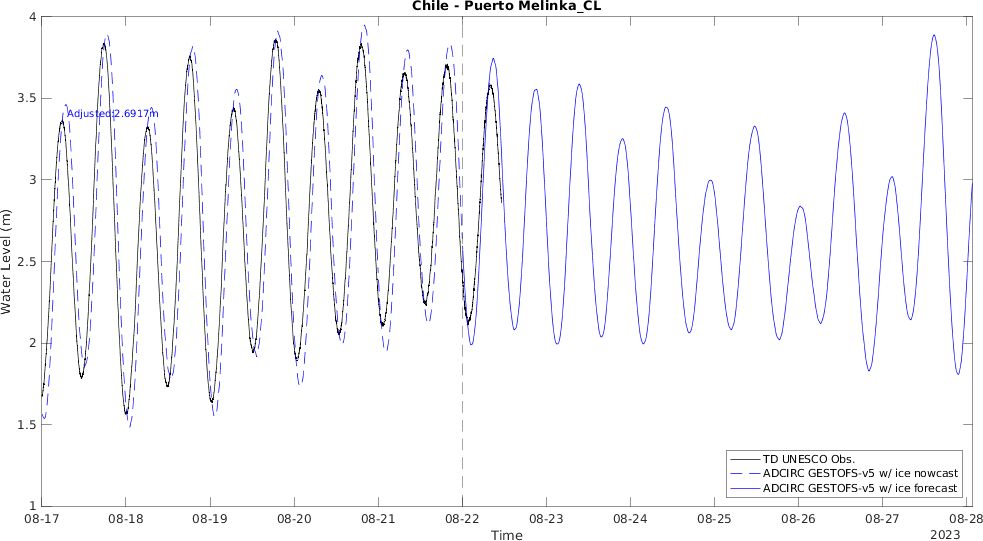 Chile - Puerto Melinka_CL
4
3.5
3
2.5
2
1.5
1
Water Level (m)
Adjusted:2.6917m
TD UNESCO Obs.
ADCIRC GESTOFS-v5 w/ ice nowcast
ADCIRC GESTOFS-v5 w/ ice forecast
08-17 08-18 08-19 08-20 08-21 08-22 08-23 08-24 08-25 08-26 08-27 08-28
Time
2023